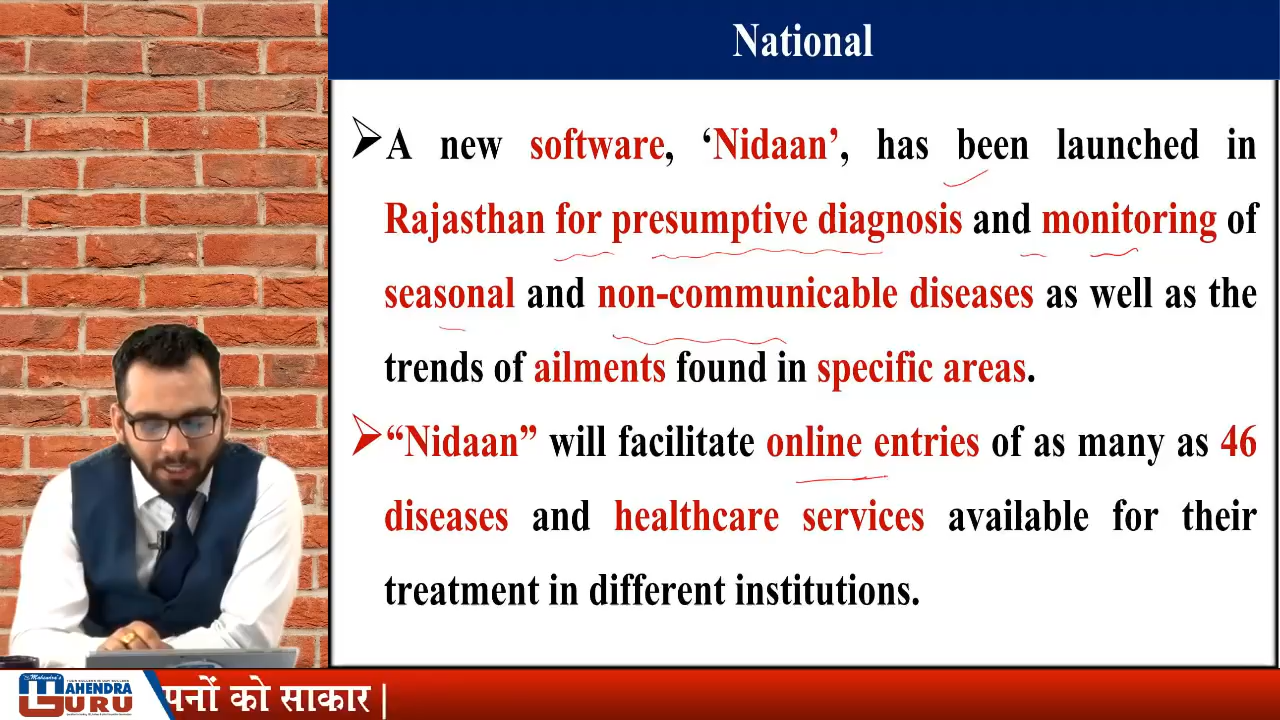 National
➢A new software, ‘Nidaan’, has been launched in
Rajasthan for presumptive diagnosis and monitoring of
seasonal and non-communicable diseases as well as the
trends of ailments found in specific areas.
➢“Nidaan” will facilitate online entries of as many as 46
diseases and healthcare services available for their
treatment in different institutions.
Mahendra's
MAHENDRA
GURU
पनों को साकार |